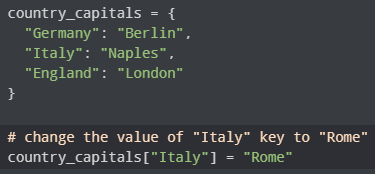 country_capitals = {
  "Germany": "Berlin",
  "Italy": "Naples",
  "England": "London"
}
# change the value of "Italy" key to "Rome"
country_capitals["Italy"] = "Rome"